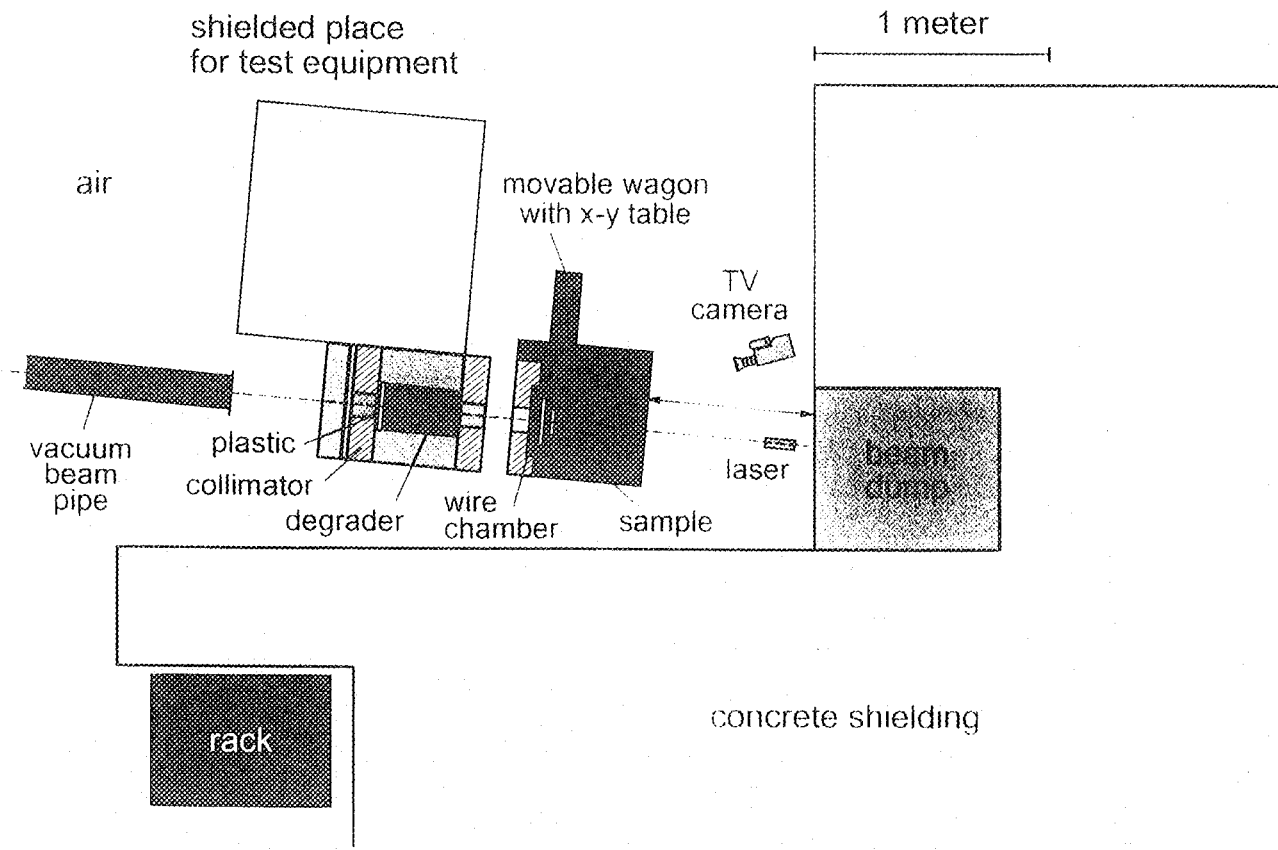 shielded place
for test equipment
1 meter
air
movable wagon
with x-y table
TV
camera
vacuum
beam
pipe
plastic
collimator
degrader
wire
chamber
sample
laser
beam
dump
rack
concrete shielding